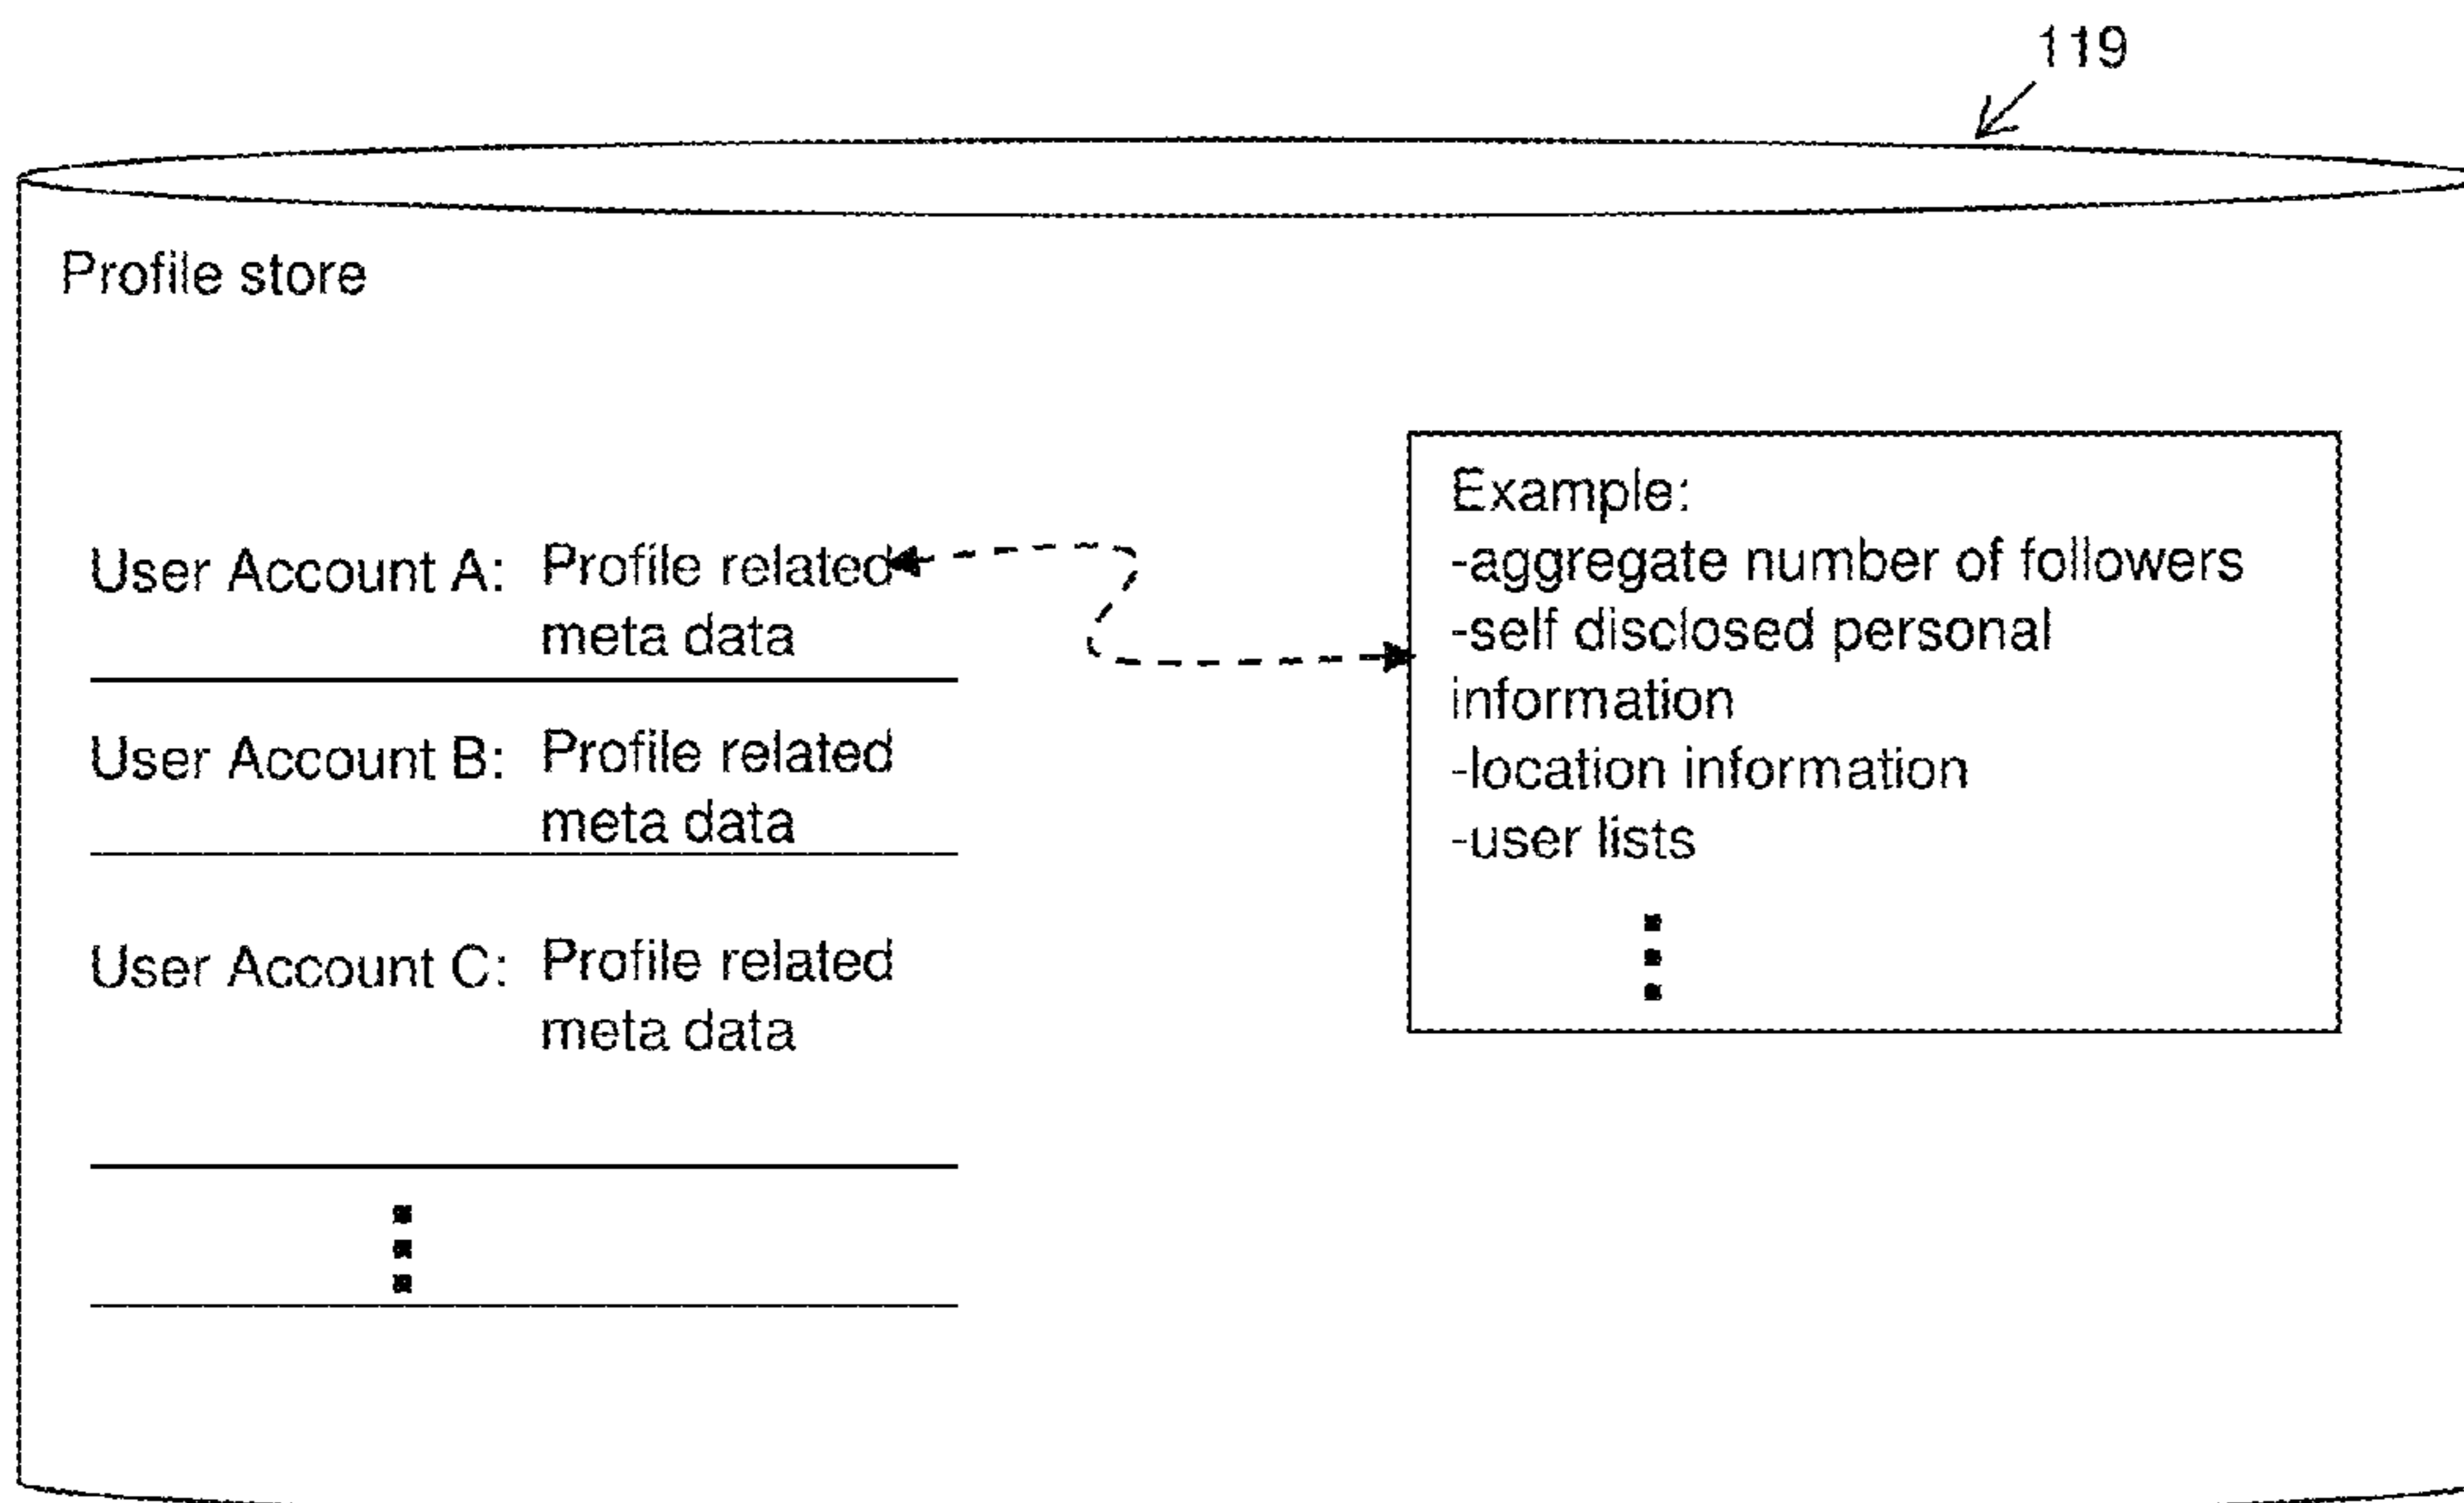 119
Profile store
User Account A: Profile related
meta data
User Account B: Profile related
meta data
User Account C: Profile related
meta data
Example:
-aggregate number of followers
-self disclosed personal
information
-location information
-user lists